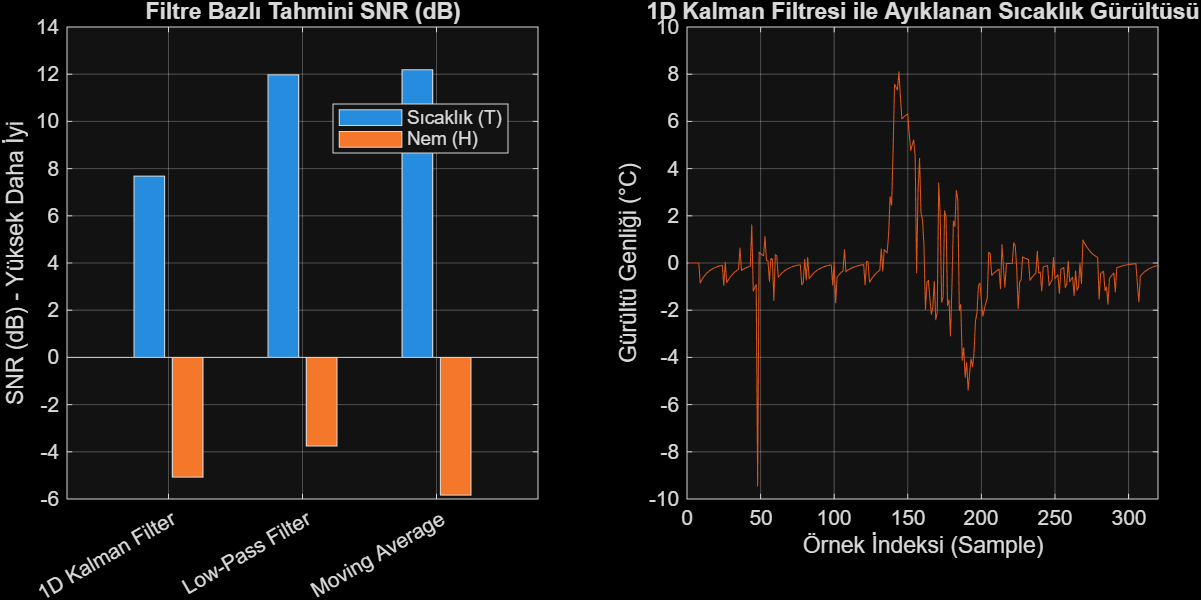 Filtre Bazlı Tahmini SNR (dB)
SNR (dB) - Yüksek Daha İyi
14
12
10
8
6
4
2
0
-2
-4
-6
Sıcaklık (T)
Nem (H)
1D Kalman Filter
Low-Pass Filter
Moving Average
1D Kalman Filtresi ile Ayıklanan Sıcaklık Gürültüsü
Gürültü Genliği (°C)
10
8
6
4
2
0
-2
-4
-6
-8
-10
0 50 100 150 200 250 300
Örnek İndeksi (Sample)